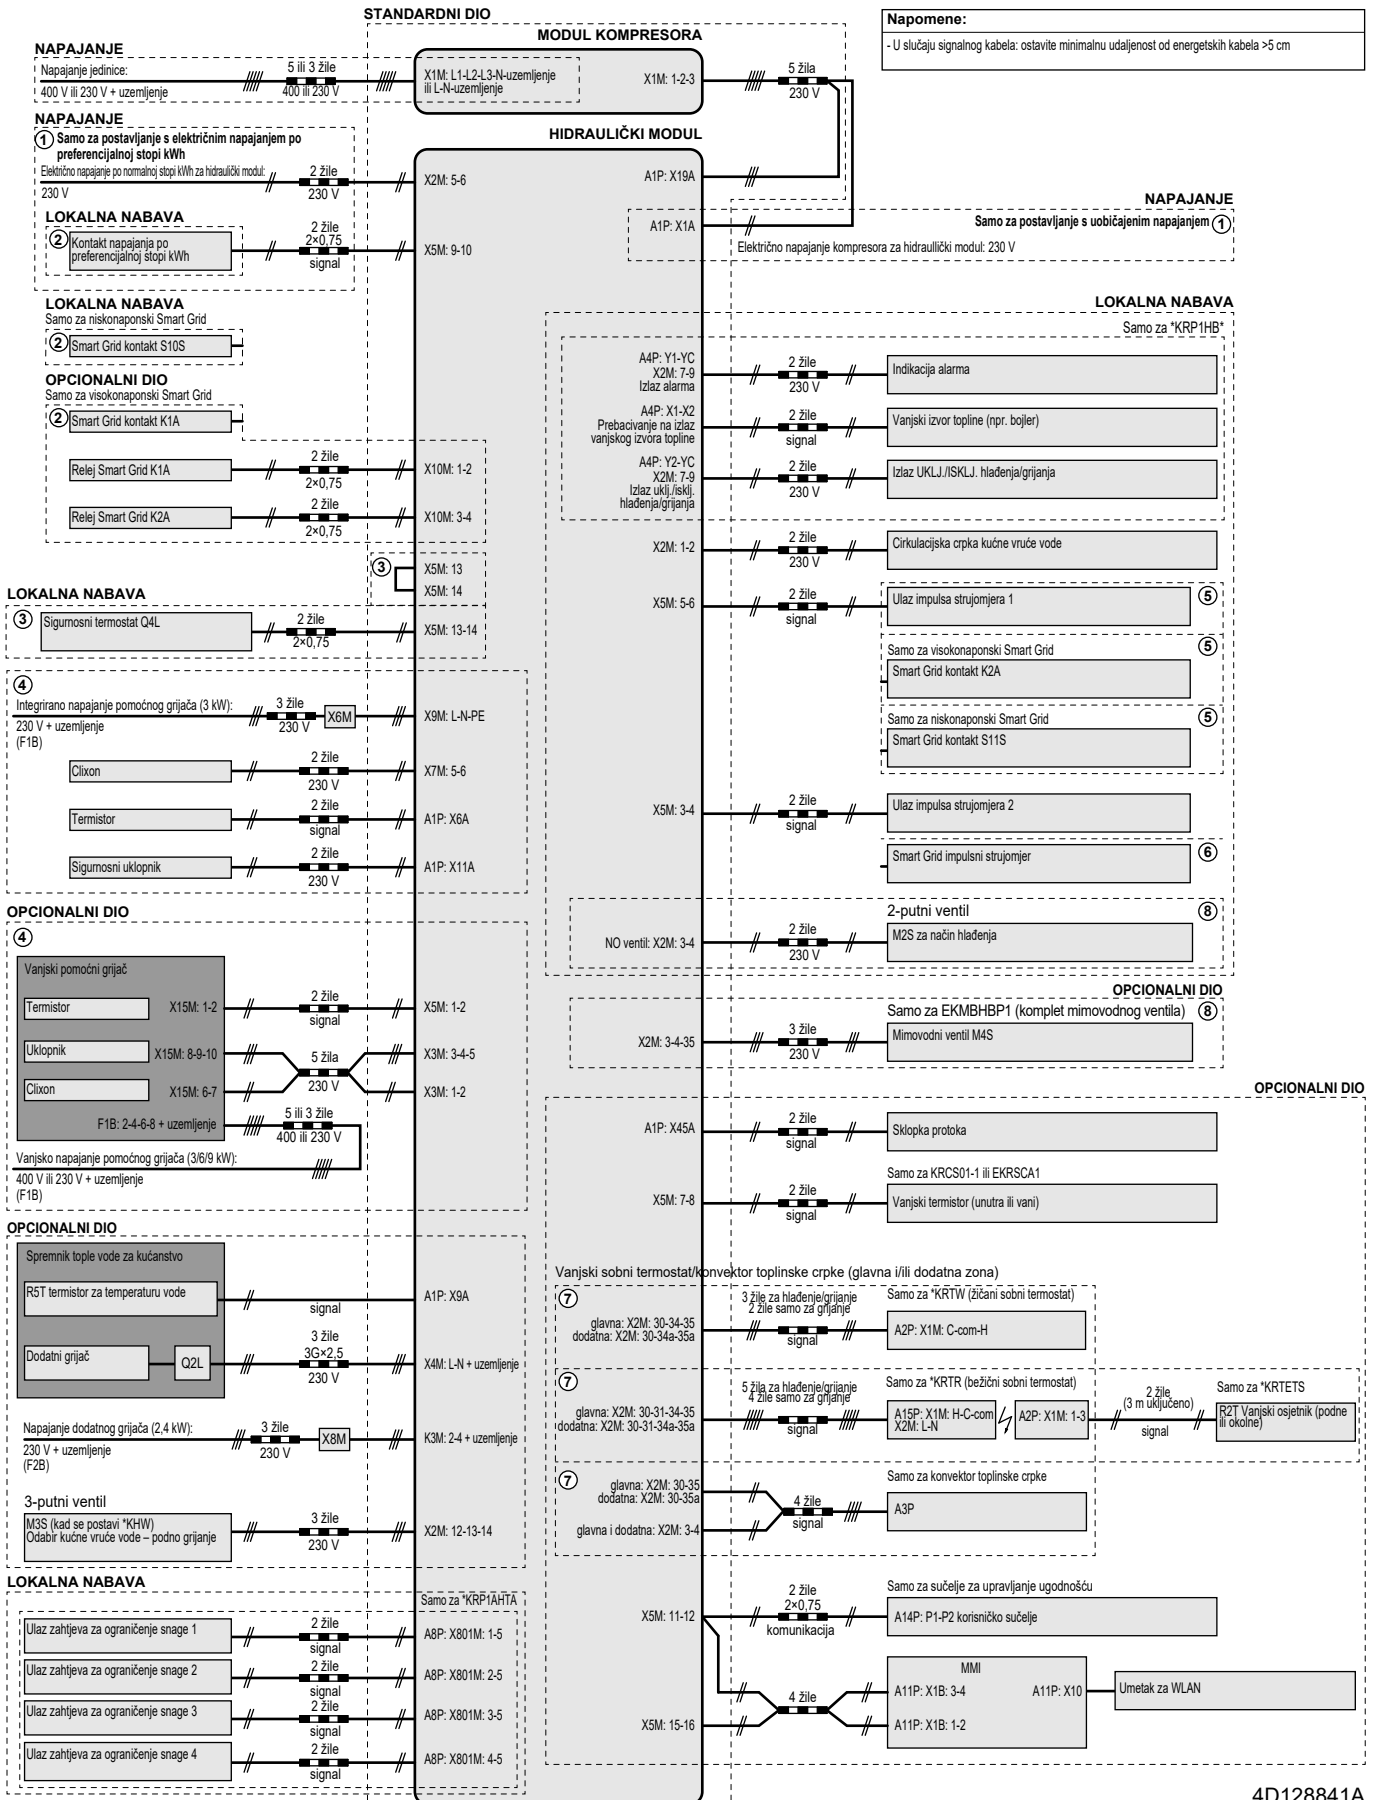 STANDARDNI DIO
Napomene:
- U slučaju signalnog kabela: ostavite minimalnu udaljenost od energetskih kabela >5 cm
MODUL KOMPRESORA
NAPAJANJE
Napajanje jedinice:
400 V ili 230 V + uzemljenje
5 ili 3 žile
400 ili 230 V
X1M: L1-L2-L3-N-uzemljenje
ili L-N-uzemljenje
X1M: 1-2-3
5 žila
230 V
NAPAJANJE
1 Samo za postavljanje s električnim napajanjem po
preferencijalnoj stopi kWh
Električno napajanje po normalnoj stopi kWh za hidraulički modul:
230 V
2 žile
230 V
X2M: 5-6
LOKALNA NABAVA
2 Kontakt napajanja po
preferencijalnoj stopi kWh
2 žile
2×0,75
signal
X5M: 9-10
HIDRAULIČKI MODUL
A1P: X19A
A1P: X1A
NAPAJANJE
Samo za postavljanje s uobičajenim napajanjem 1
Električno napajanje kompresora za hidraullički modul: 230 V
LOKALNA NABAVA
Samo za niskonaponski Smart Grid
2 Smart Grid kontakt S10S
OPCIONALNI DIO
Samo za visokonaponski Smart Grid
2 Smart Grid kontakt K1A
Relej Smart Grid K1A
2 žile
2×0,75
X10M: 1-2
Relej Smart Grid K2A
2 žile
2×0,75
X10M: 3-4
3
X5M: 13
X5M: 14
LOKALNA NABAVA
3 Sigurnosni termostat Q4L
2 žile
2×0,75
X5M: 13-14
4
Integrirano napajanje pomoćnog grijača (3 kW):
230 V + uzemljenje
(F1B)
3 žile
230 V
X6M
X9M: L-N-PE
Clixon
2 žile
230 V
X7M: 5-6
Termistor
2 žile
signal
A1P: X6A
Sigurnosni uklopnik
2 žile
230 V
A1P: X11A
OPCIONALNI DIO
4
Vanjski pomoćni grijač
Termistor
X15M: 1-2
2 žile
signal
X5M: 1-2
Uklopnik
X15M: 8-9-10
5 žila
230 V
X3M: 3-4-5
Clixon
X15M: 6-7
X3M: 1-2
F1B: 2-4-6-8 + uzemljenje
5 ili 3 žile
400 ili 230 V
Vanjsko napajanje pomoćnog grijača (3/6/9 kW):
400 V ili 230 V + uzemljenje
(F1B)
OPCIONALNI DIO
Spremnik tople vode za kućanstvo
R5T termistor za temperaturu vode
signal
A1P: X9A
Dodatni grijač
Q2L
3 žile
3G×2,5
230 V
X4M: L-N + uzemljenje
Napajanje dodatnog grijača (2,4 kW):
230 V + uzemljenje
(F2B)
3 žile
230 V
X8M
K3M: 2-4 + uzemljenje
3-putni ventil
M3S (kad se postavi *KHW)
Odabir kućne vruće vode – podno grijanje
3 žile
230 V
X2M: 12-13-14
LOKALNA NABAVA
Samo za *KRP1AHTA
Ulaz zahtjeva za ograničenje snage 1
2 žile
signal
A8P: X801M: 1-5
Ulaz zahtjeva za ograničenje snage 2
2 žile
signal
A8P: X801M: 2-5
Ulaz zahtjeva za ograničenje snage 3
2 žile
signal
A8P: X801M: 3-5
Ulaz zahtjeva za ograničenje snage 4
2 žile
signal
A8P: X801M: 4-5
LOKALNA NABAVA
Samo za *KRP1HB*
A4P: Y1-YC
X2M: 7-9
Izlaz alarma
2 žile
230 V
Indikacija alarma
A4P: X1-X2
Prebacivanje na izlaz
vanjskog izvora topline
2 žile
signal
Vanjski izvor topline (npr. bojler)
A4P: Y2-YC
X2M: 7-9
Izlaz uklj./isklj.
hlađenja/grijanja
2 žile
230 V
Izlaz UKLJ./ISKLJ. hlađenja/grijanja
X2M: 1-2
2 žile
230 V
Cirkulacijska crpka kućne vruće vode
X5M: 5-6
2 žile
signal
Ulaz impulsa strujomjera 1
5
Samo za visokonaponski Smart Grid
5
Smart Grid kontakt K2A
Samo za niskonaponski Smart Grid
5
Smart Grid kontakt S11S
X5M: 3-4
2 žile
signal
Ulaz impulsa strujomjera 2
Smart Grid impulsni strujomjer
6
2-putni ventil
8
NO ventil: X2M: 3-4
2 žile
230 V
M2S za način hlađenja
OPCIONALNI DIO
Samo za EKMBHBP1 (komplet mimovodnog ventila) 8
X2M: 3-4-35
3 žile
230 V
Mimovodni ventil M4S
OPCIONALNI DIO
A1P: X45A
2 žile
signal
Sklopka protoka
Samo za KRCS01-1 ili EKRSCA1
X5M: 7-8
2 žile
signal
Vanjski termistor (unutra ili vani)
Vanjski sobni termostat/konvektor toplinske crpke (glavna i/ili dodatna zona)
7
glavna: X2M: 30-34-35
dodatna: X2M: 30-34a-35a
3 žile za hlađenje/grijanje
2 žile samo za grijanje
signal
Samo za *KRTW (žičani sobni termostat)
A2P: X1M: C-com-H
7
glavna: X2M: 30-31-34-35
dodatna: X2M: 30-31-34a-35a
5 žila za hlađenje/grijanje
4 žile samo za grijanje
signal
Samo za *KRTR (bežični sobni termostat)
A15P: X1M: H-C-com
X2M: L-N
A2P: X1M: 1-3
2 žile
(3 m uključeno)
signal
Samo za *KRTETS
R2T Vanjski osjetnik (podne
ili okolne)
7
glavna: X2M: 30-35
dodatna: X2M: 30-35a
glavna i dodatna: X2M: 3-4
4 žile
signal
Samo za konvektor toplinske crpke
A3P
X5M: 11-12
2 žile
2×0,75
komunikacija
Samo za sučelje za upravljanje ugodnošću
A14P: P1-P2 korisničko sučelje
X5M: 15-16
4 žile
MMI
A11P: X1B: 3-4
A11P: X1B: 1-2
A11P: X10
Umetak za WLAN
4D128841A